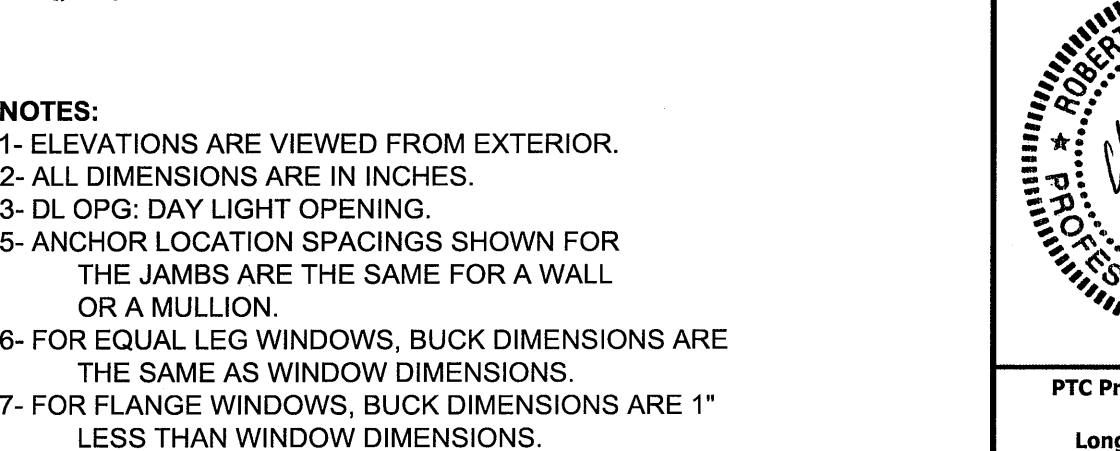 NOTES:
1- ELEVATIONS ARE VIEWED FROM EXTERIOR.
2- ALL DIMENSIONS ARE IN INCHES.
3- DL OPG: DAY LIGHT OPENING.
5- ANCHOR LOCATION SPACINGS SHOWN FOR
THE JAMBS ARE THE SAME FOR A WALL
OR A MULLION.
6- FOR EQUAL LEG WINDOWS, BUCK DIMENSIONS ARE
THE SAME AS WINDOW DIMENSIONS.
7- FOR FLANGE WINDOWS, BUCK DIMENSIONS ARE 1"
LESS THAN WINDOW DIMENSIONS.
ROBERT
★ PROFES
PTC Pr
Long